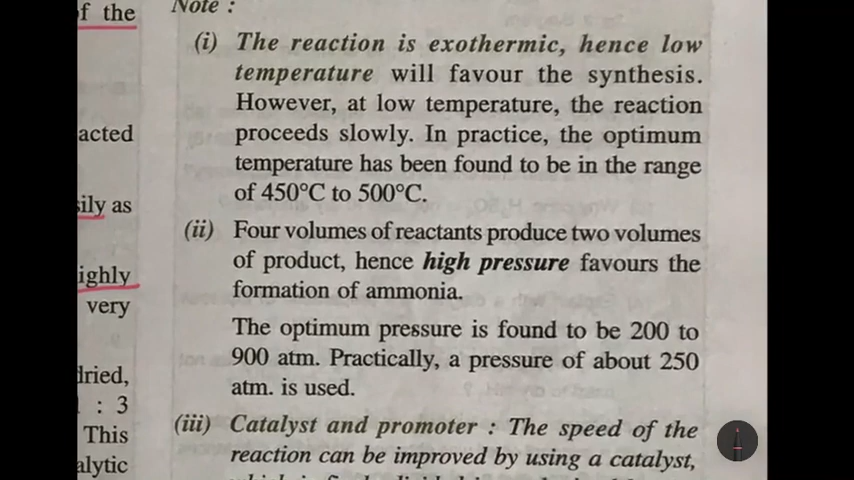 f the
acted
ily as
ighly
very
dried,
: 3
This
alytic
Note :
(i) The reaction is exothermic, hence low
temperature will favour the synthesis.
However, at low temperature, the reaction
proceeds slowly. In practice, the optimum
temperature has been found to be in the range
of 450°C to 500°C.
(ii) Four volumes of reactants produce two volumes
of product, hence high pressure favours the
formation of ammonia.
The optimum pressure is found to be 200 to
900 atm. Practically, a pressure of about 250
atm. is used.
(iii) Catalyst and promoter : The speed of the
reaction can be improved by using a catalyst,